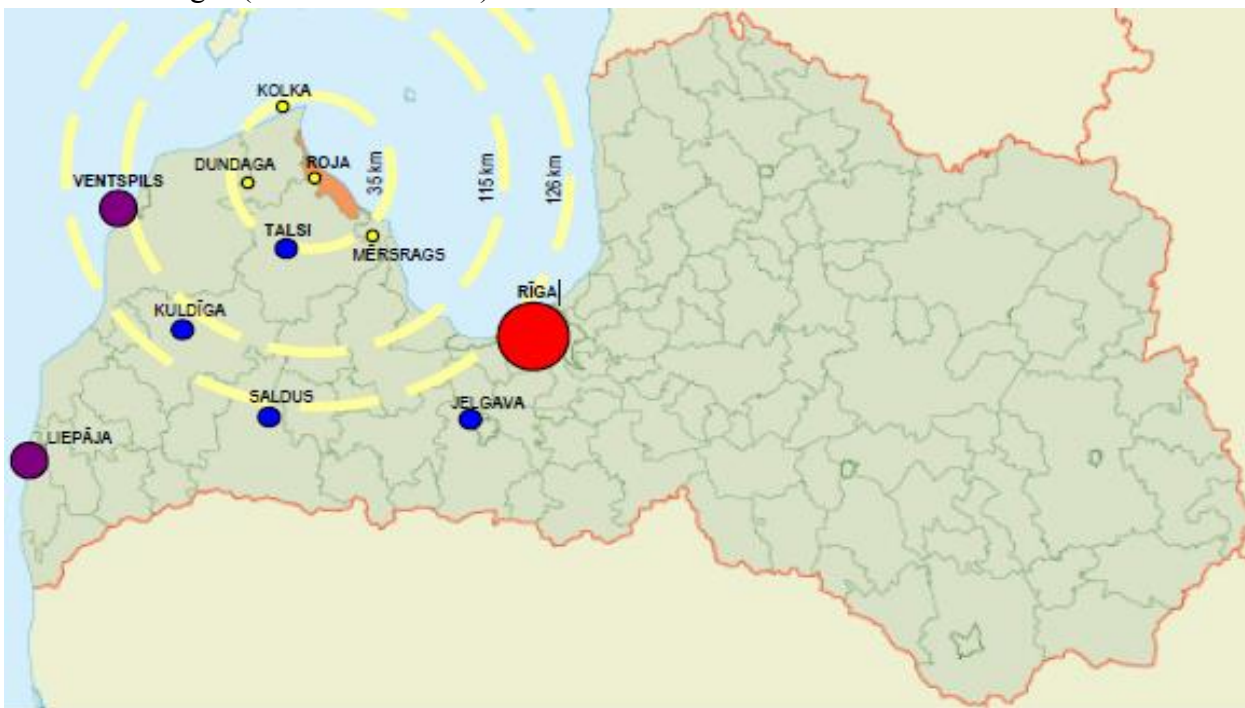 KOLKA
DUNDAGA
ROJA
35 km
115 km
126 km
VENTSPILS
TALSI
MĒRSRAGS
RĪGA
KULDĪGA
SALDUS
JELGAVA
LIEPĀJA